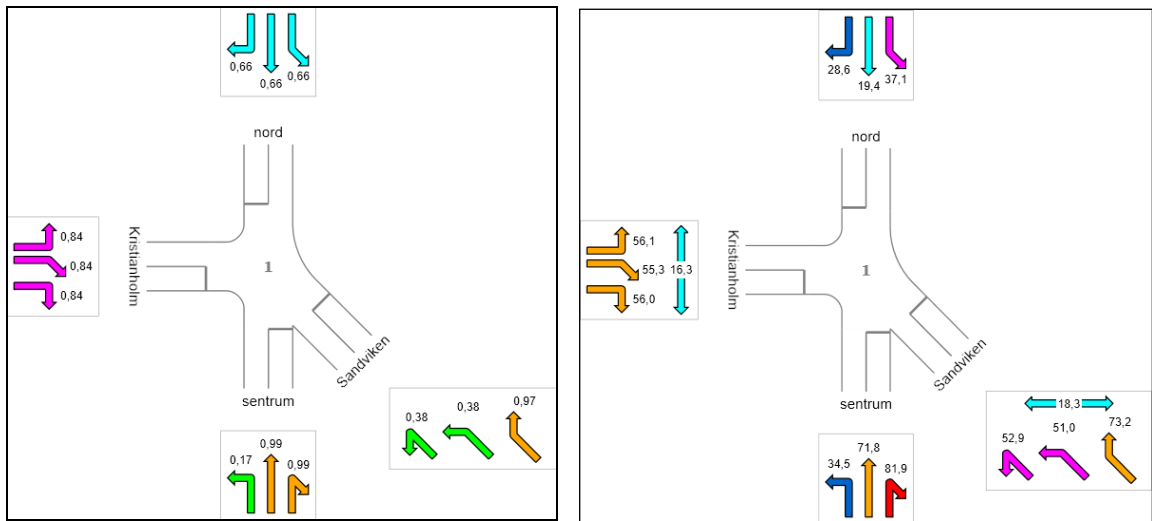 0,66 0,66 0,66
nord
0,84
0,84
0,84
Kristianholm
1
Sandviken
sentrum
0,38 0,38 0,97
0,17 0,99 0,99
28,6 19,4 37,1
nord
56,1
55,3
56,0
16,3
Kristianholm
1
Sandviken
sentrum
18,3
52,9 51,0 73,2
34,5 71,8 81,9